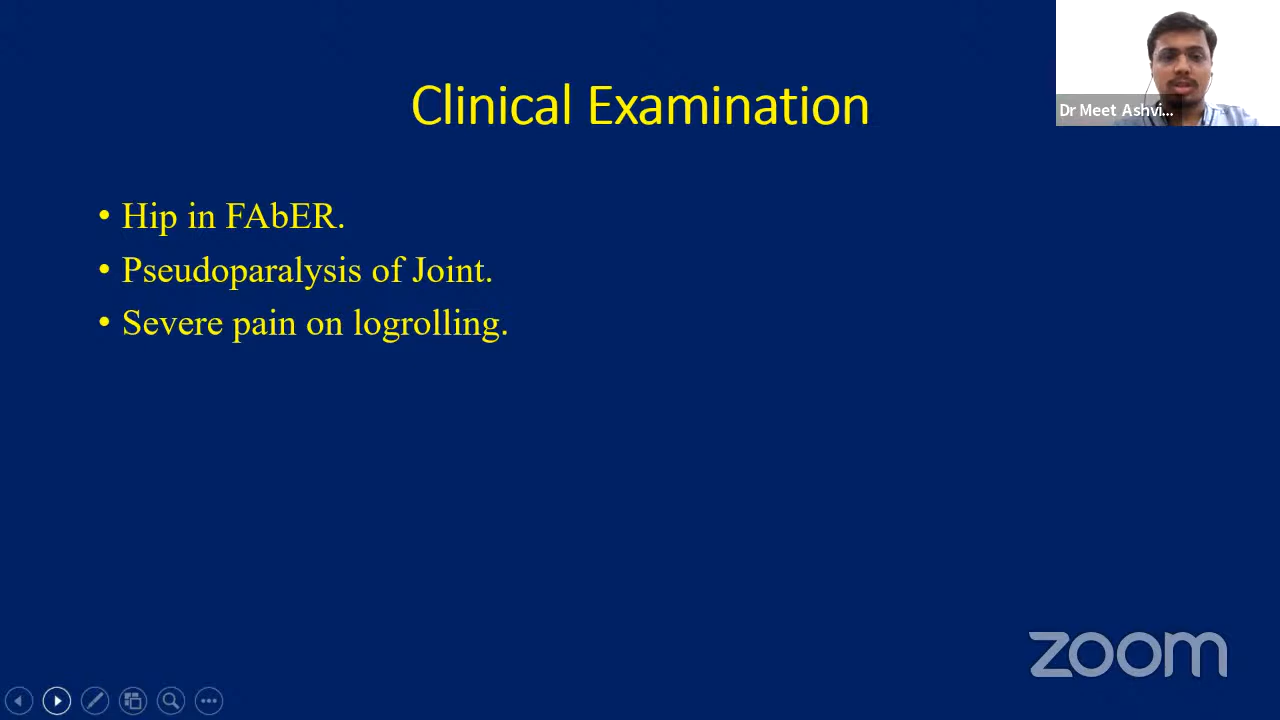 Clinical Examination
Dr Meet Ashvi...
• Hip in FAbER.
• Pseudoparalysis of Joint.
• Severe pain on logrolling.
zoom